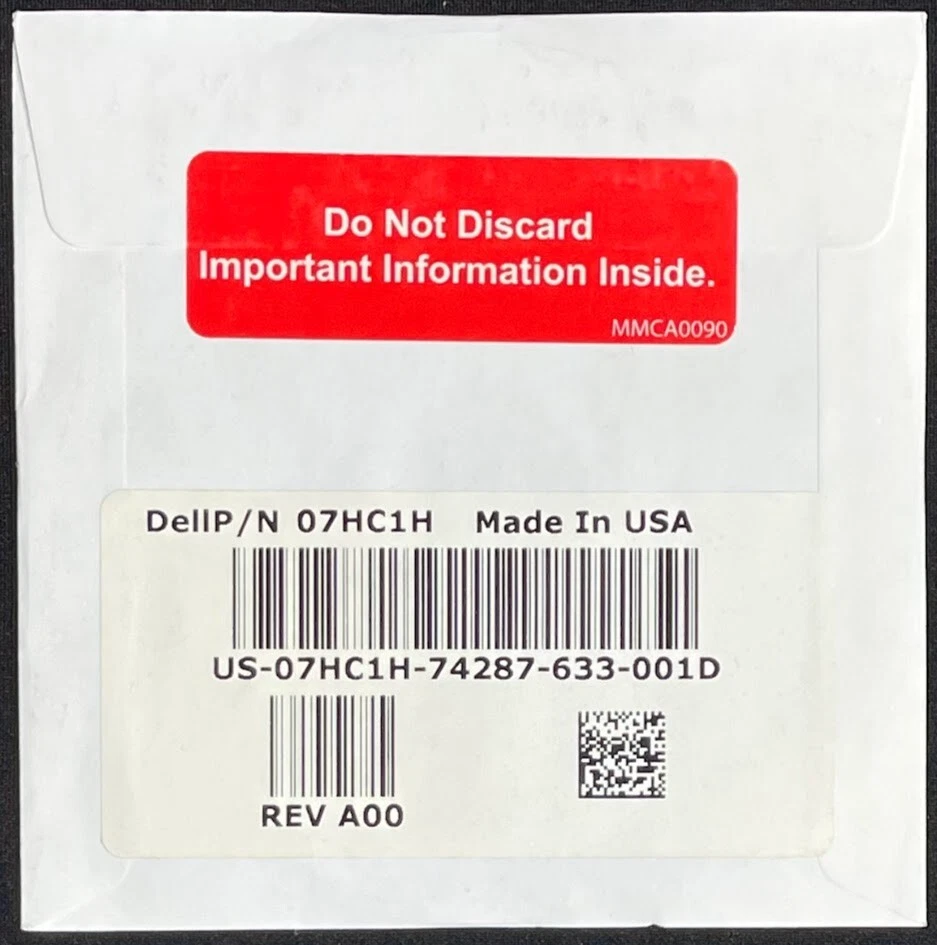 Do Not Discard
Important Information Inside.
MMCA0090
DellP/N 07HC1H Made In USA
US-07HC1H-74287-633-001D
REV A00